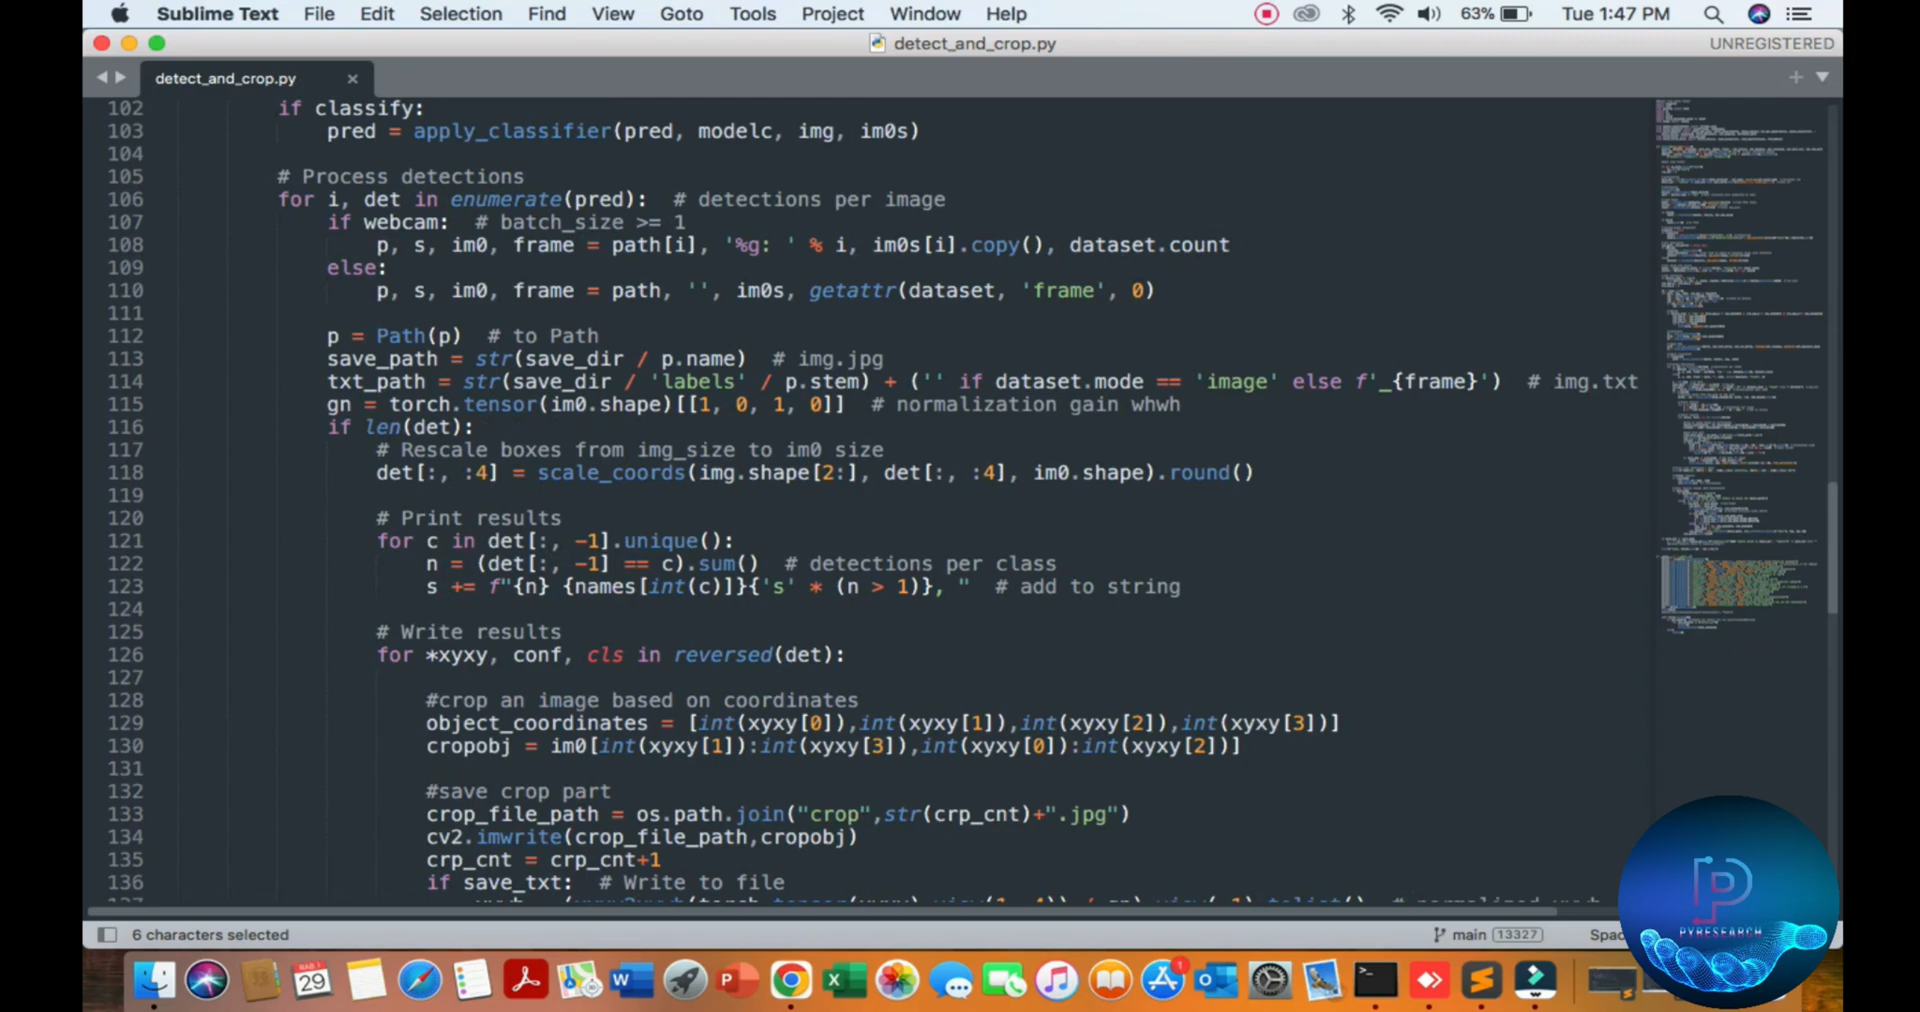 Sublime Text File Edit Selection Find View Goto Tools Project Window Help 63% Tue 1:47 PM
detect_and_crop.py UNREGISTERED
detect_and_crop.py
102 if classify:
103 pred = apply_classifier(pred, modelc, img, im0s)
104
105 # Process detections
106 for i, det in enumerate(pred): # detections per image
107 if webcam: # batch_size >= 1
108 p, s, im0, frame = path[i], '%g: ' % i, im0s[i].copy(), dataset.count
109 else:
110 p, s, im0, frame = path, '', im0s, getattr(dataset, 'frame', 0)
111
112 p = Path(p) # to Path
113 save_path = str(save_dir / p.name) # img.jpg
114 txt_path = str(save_dir / 'labels' / p.stem) + ('' if dataset.mode == 'image' else f'_{frame}') # img.txt
115 gn = torch.tensor(im0.shape)[[1, 0, 1, 0]] # normalization gain whwh
116 if len(det):
117 # Rescale boxes from img_size to im0 size
118 det[:, :4] = scale_coords(img.shape[2:], det[:, :4], im0.shape).round()
119
120 # Print results
121 for c in det[:, -1].unique():
122 n = (det[:, -1] == c).sum() # detections per class
123 s += f"{n} {names[int(c)]}{'s' * (n > 1)}, " # add to string
124
125 # Write results
126 for *xyxy, conf, cls in reversed(det):
127
128 #crop an image based on coordinates
129 object_coordinates = [int(xyxy[0]),int(xyxy[1]),int(xyxy[2]),int(xyxy[3])]
130 cropobj = im0[int(xyxy[1]):int(xyxy[3]),int(xyxy[0]):int(xyxy[2])]
131
132 #save crop part
133 crop_file_path = os.path.join("crop",str(crp_cnt)+".jpg")
134 cv2.imwrite(crop_file_path,cropobj)
135 crp_cnt = crp_cnt+1
136 if save_txt: # Write to file
6 characters selected main 13327
PYRESEARCH
29
1